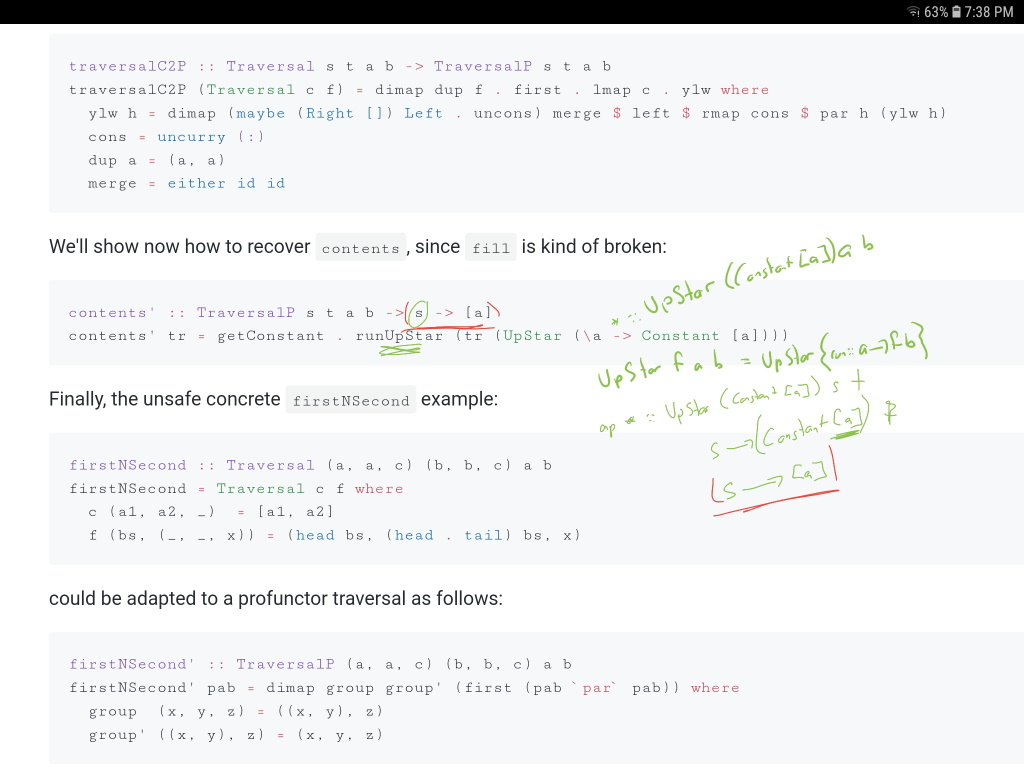 63% 7:38 PM
traversalC2P :: Traversal s t a b -> TraversalP s t a b
traversalC2P (Traversal c f) = dimap dup f . first . lmap c . ylw where
ylw h = dimap (maybe (Right []) Left . uncons) merge $ left $ rmap cons $ par h (ylw h)
cons = uncurry (:)
dup a = (a, a)
merge = either id id
We'll show now how to recover contents , since fill is kind of broken:
* :: UpStar ((Constant [a]) a b
contents' :: TraversalP s t a b -> (s -> [a])
contents' tr = getConstant . runUpStar (tr (UpStar (\a -> Constant [a])))
UpStar f a b = UpStar {run :: a -> f b}
Finally, the unsafe concrete firstNSecond example:
ap * :: UpStar (Constant [a]) s t
s -> (Constant [a])
firstNSecond :: Traversal (a, a, c) (b, b, c) a b
firstNSecond = Traversal c f where
(s -> [a])
c (a1, a2, _) = [a1, a2]
f (bs, (_, _, x)) = (head bs, (head . tail) bs, x)
could be adapted to a profunctor traversal as follows:
firstNSecond' :: TraversalP (a, a, c) (b, b, c) a b
firstNSecond' pab = dimap group group' (first (pab `par` pab)) where
group (x, y, z) = ((x, y), z)
group' ((x, y), z) = (x, y, z)